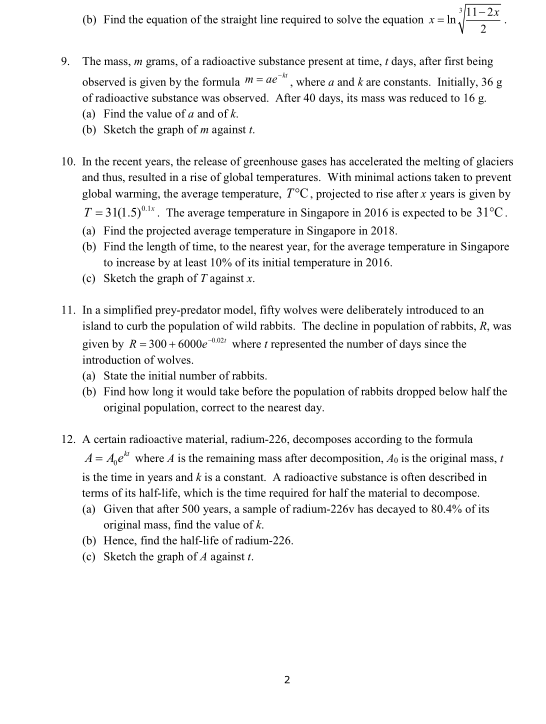 (b) Find the equation of the straight line required to solve the equation x = ln ∛((11−2x)/2) .
9. The mass, m grams, of a radioactive substance present at time, t days, after first being
observed is given by the formula m = ae^(−kt) , where a and k are constants. Initially, 36 g
of radioactive substance was observed. After 40 days, its mass was reduced to 16 g.
(a) Find the value of a and of k.
(b) Sketch the graph of m against t.
10. In the recent years, the release of greenhouse gases has accelerated the melting of glaciers
and thus, resulted in a rise of global temperatures. With minimal actions taken to prevent
global warming, the average temperature, T°C , projected to rise after x years is given by
T = 31(1.5)^(0.1x) . The average temperature in Singapore in 2016 is expected to be 31°C .
(a) Find the projected average temperature in Singapore in 2018.
(b) Find the length of time, to the nearest year, for the average temperature in Singapore
to increase by at least 10% of its initial temperature in 2016.
(c) Sketch the graph of T against x.
11. In a simplified prey-predator model, fifty wolves were deliberately introduced to an
island to curb the population of wild rabbits. The decline in population of rabbits, R, was
given by R = 300 + 6000e^(−0.02t) where t represented the number of days since the
introduction of wolves.
(a) State the initial number of rabbits.
(b) Find how long it would take before the population of rabbits dropped below half the
original population, correct to the nearest day.
12. A certain radioactive material, radium-226, decomposes according to the formula
A = A₀e^(kt) where A is the remaining mass after decomposition, A₀ is the original mass, t
is the time in years and k is a constant. A radioactive substance is often described in
terms of its half-life, which is the time required for half the material to decompose.
(a) Given that after 500 years, a sample of radium-226v has decayed to 80.4% of its
original mass, find the value of k.
(b) Hence, find the half-life of radium-226.
(c) Sketch the graph of A against t.
2